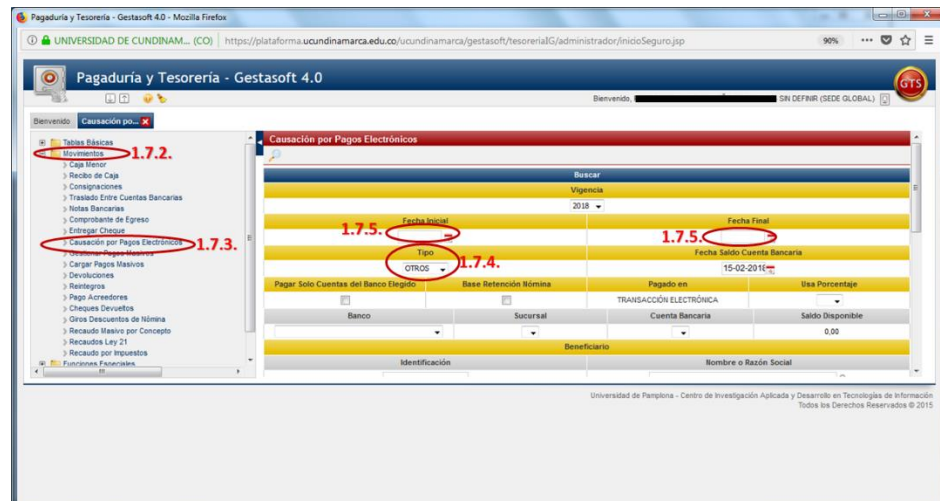 Pagaduría y Tesorería - Gestasoft 4.0 - Mozilla Firefox
UNIVERSIDAD DE CUNDINAM... (CO) https://plataforma.ucundinamarca.edu.co/ucundinamarca/gestasoft/tesoreriaIG/administrador/inicioSeguro.jsp 90%
Pagaduría y Tesorería - Gestasoft 4.0
GTS
Bienvenido, SIN DEFINIR (SEDE GLOBAL)
Bienvenido Causación po...
Tablas Básicas
Movimientos 1.7.2.
Caja Menor
Recibo de Caja
Consignaciones
Traslado Entre Cuentas Bancarias
Notas Bancarias
Comprobante de Egreso
Entregar Cheque
Causación por Pagos Electrónicos 1.7.3.
Gestionar Pagos Masivos
Cargar Pagos Masivos
Devoluciones
Reintegros
Pago Acreedores
Cheques Devueltos
Giros Descuentos de Nómina
Recaudo Masivo por Concepto
Recaudos Ley 21
Recaudo por Impuestos
Funciones Especiales
Causación por Pagos Electrónicos
Buscar
Vigencia
2018
Fecha Inicial Fecha Final
1.7.5. 1.7.5.
Tipo Fecha Saldo Cuenta Bancaria
OTROS 1.7.4. 15-02-2018
Pagar Solo Cuentas del Banco Elegido Base Retención Nómina Pagado en Usa Porcentaje
TRANSACCIÓN ELECTRÓNICA
Banco Sucursal Cuenta Bancaria Saldo Disponible
0,00
Beneficiario
Identificación Nombre o Razón Social
Universidad de Pamplona - Centro de Investigación Aplicada y Desarrollo en Tecnologías de Información
Todos los Derechos Reservados © 2015